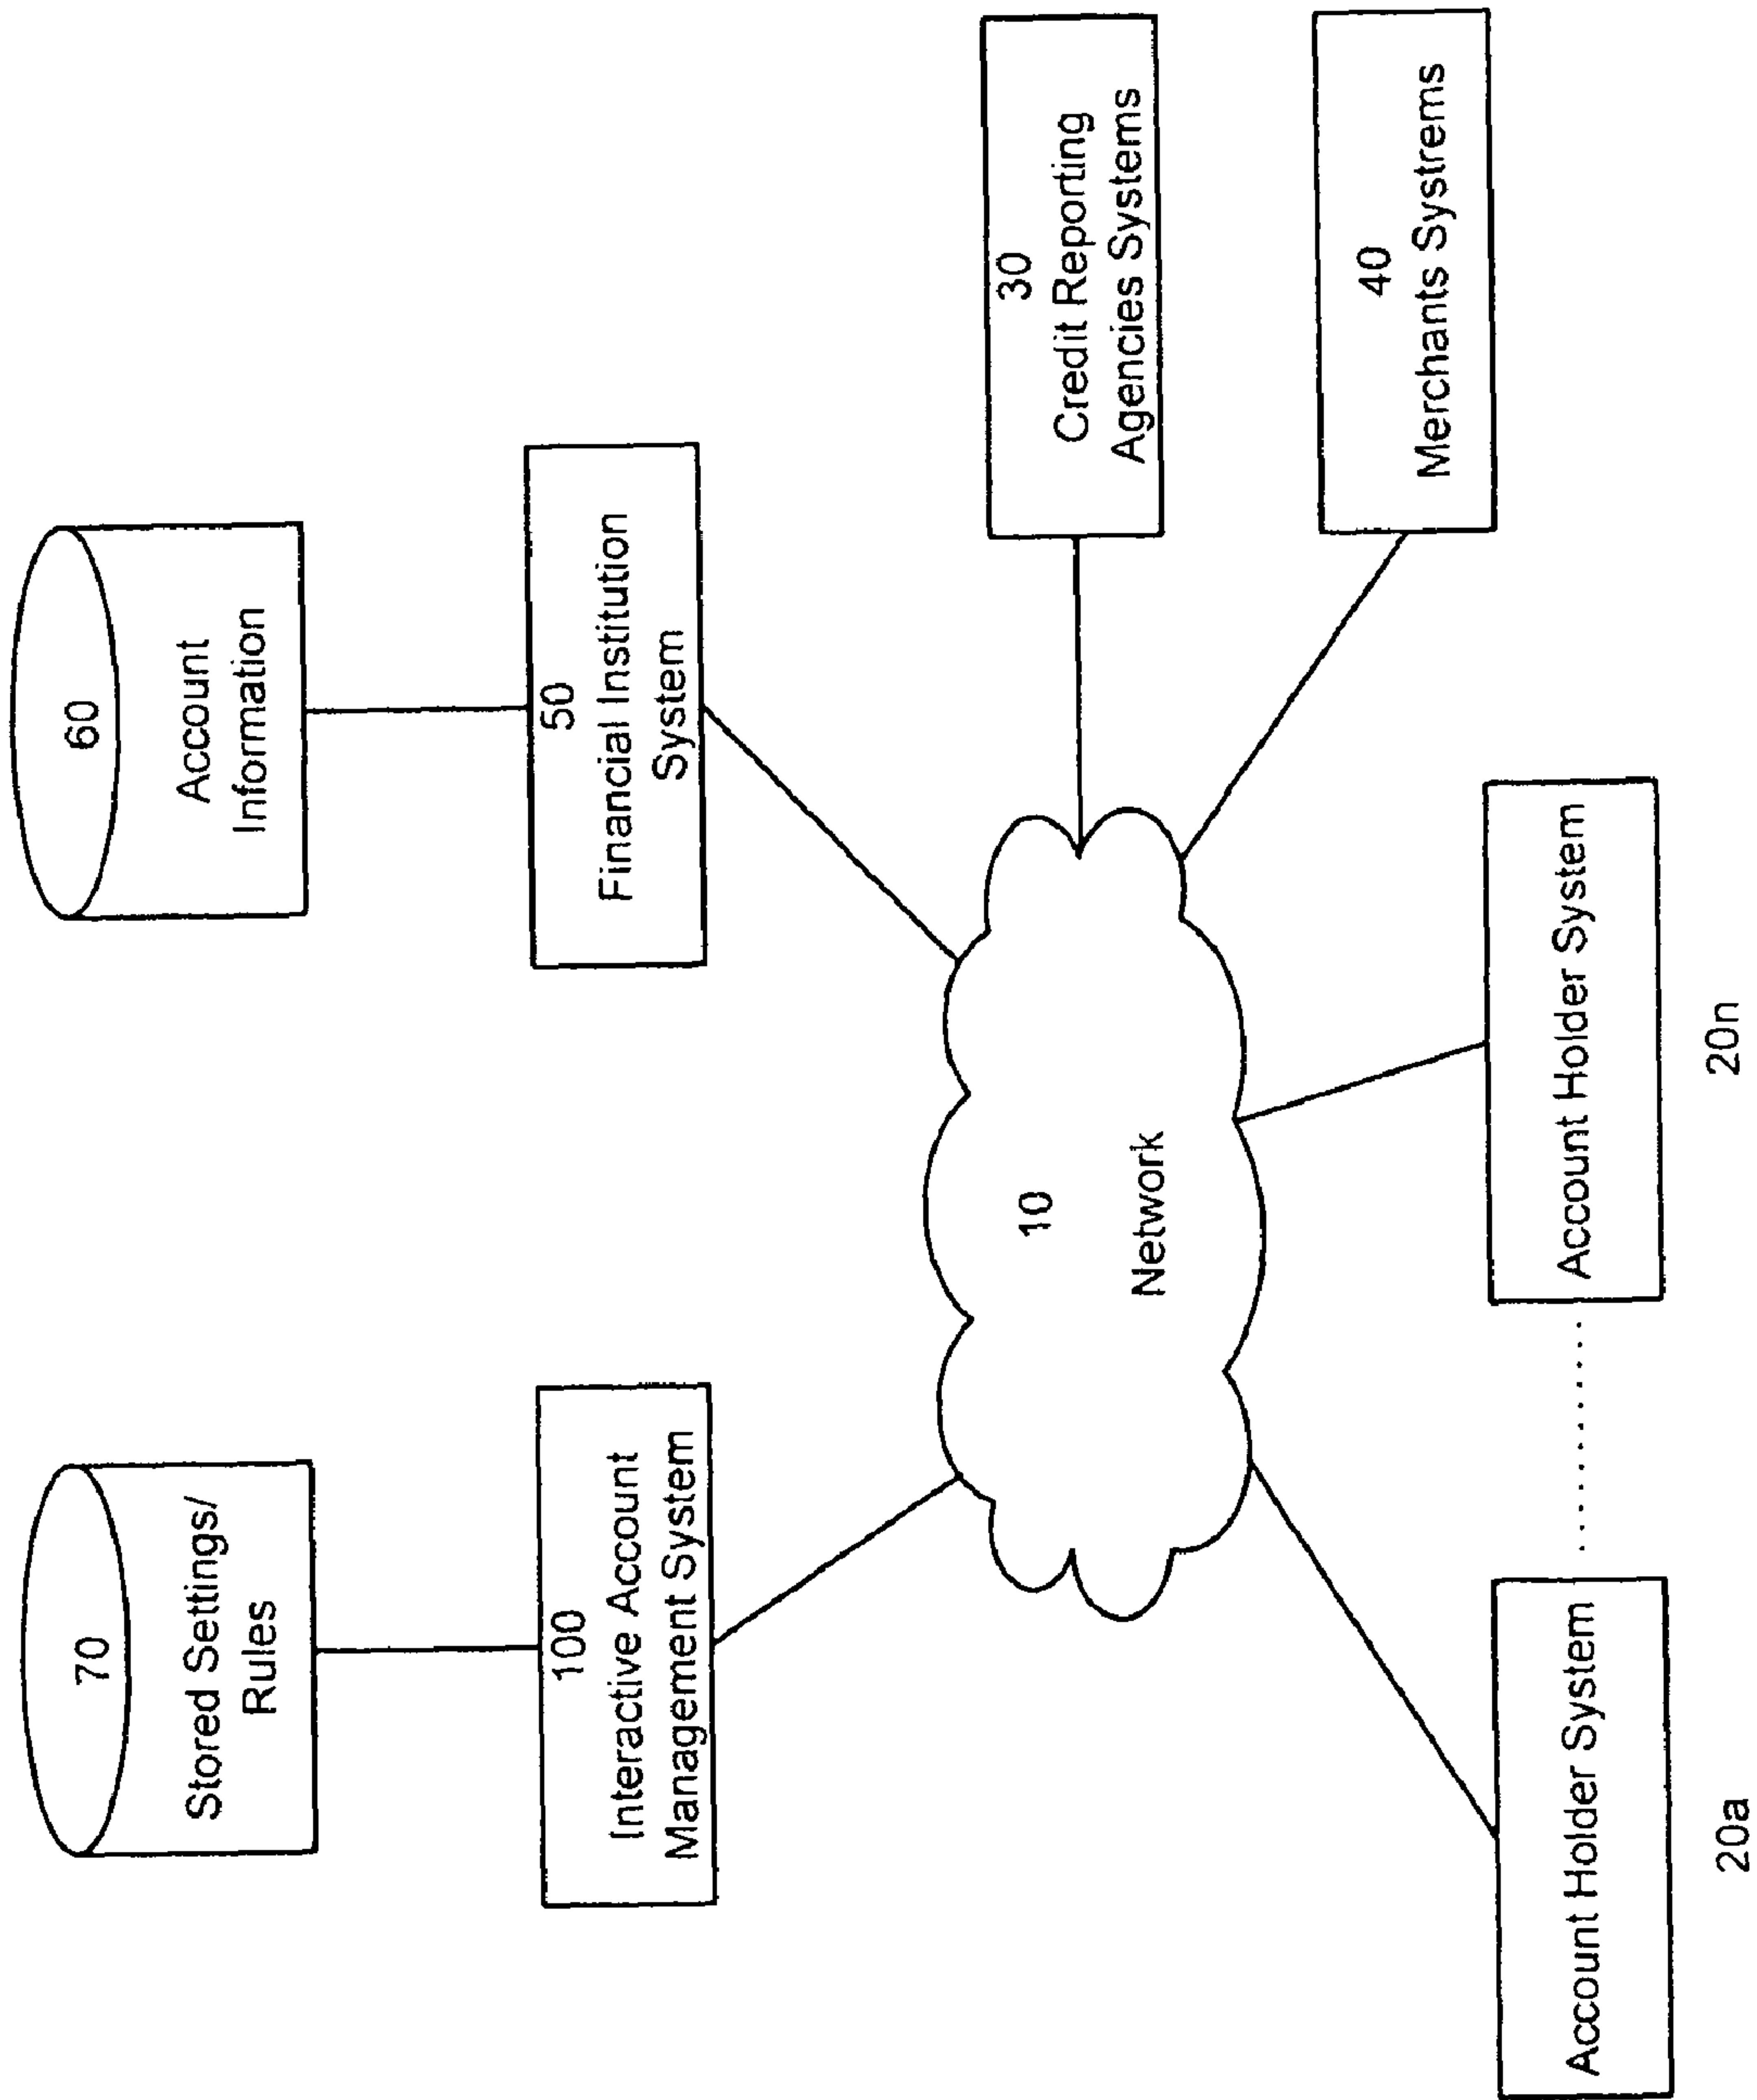 70
Stored Settings/
Rules
60
Account
Information
100
Interactive Account
Management System
50
Financial Institution
System
10
Network
30
Credit Reporting
Agencies Systems
40
Merchants Systrems
Account Holder System
Account Holder System
20a
20n